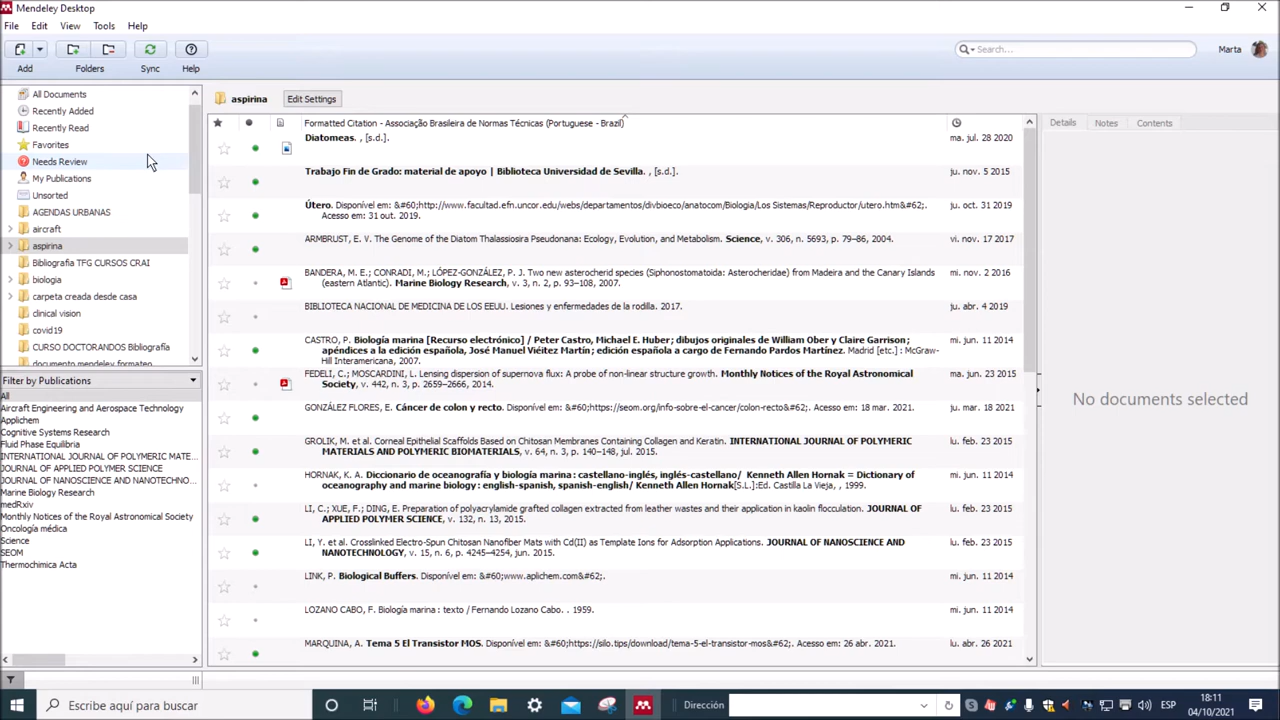 Mendeley Desktop
File Edit View Tools Help
Add Folders Sync Help
Search...
Marta
All Documents
Recently Added
Recently Read
Favorites
Needs Review
My Publications
Unsorted
AGENDAS URBANAS
aircraft
aspirina
Bibliografia TFG CURSOS CRAI
biologia
carpeta creada desde casa
clinical vision
covid19
CURSO DOCTORANDOS Bibliografía
documento mendeley formateo
Filter by Publications
All
Aircraft Engineering and Aerospace Technology
Applichem
Cognitive Systems Research
Fluid Phase Equilibria
INTERNATIONAL JOURNAL OF POLYMERIC MATE...
JOURNAL OF APPLIED POLYMER SCIENCE
JOURNAL OF NANOSCIENCE AND NANOTECHNO...
Marine Biology Research
medRxiv
Monthly Notices of the Royal Astronomical Society
Oncología médica
Science
SEOM
Thermochimica Acta
aspirina Edit Settings
Formatted Citation - Associação Brasileira de Normas Técnicas (Portuguese - Brazil)
Diatomeas. , [s.d.]. ma. jul. 28 2020
Trabajo Fin de Grado: material de apoyo | Biblioteca Universidad de Sevilla. , [s.d.]. ju. nov. 5 2015
Útero. Disponível em: &#60;http://www.facultad.efn.uncor.edu/webs/departamentos/divbioeco/anatocom/Biologia/Los Sistemas/Reproductor/utero.htm&#62;. ju. oct. 31 2019
Acesso em: 31 out. 2019.
ARMBRUST, E. V. The Genome of the Diatom Thalassiosira Pseudonana: Ecology, Evolution, and Metabolism. Science, v. 306, n. 5693, p. 79–86, 2004. vi. nov. 17 2017
BANDERA, M. E.; CONRADI, M.; LÓPEZ-GONZÁLEZ, P. J. Two new asterocherid species (Siphonostomatoida: Asterocheridae) from Madeira and the Canary Islands mi. nov. 2 2016
(eastern Atlantic). Marine Biology Research, v. 3, n. 2, p. 93–108, 2007.
BIBLIOTECA NACIONAL DE MEDICINA DE LOS EEUU. Lesiones y enfermedades de la rodilla. 2017. ju. abr. 4 2019
CASTRO, P. Biología marina [Recurso electrónico] / Peter Castro, Michael E. Huber ; dibujos originales de William Ober y Claire Garrison ; mi. jun. 11 2014
apéndices a la edición española, José Manuel Viéitez Martín ; edición española a cargo de Fernando Pardos Martínez. Madrid [etc.] : McGraw-
Hill Interamericana, 2007.
FEDELI, C.; MOSCARDINI, L. Lensing dispersion of supernova flux: A probe of non-linear structure growth. Monthly Notices of the Royal Astronomical ma. jun. 23 2015
Society, v. 442, n. 3, p. 2659–2666, 2014.
GONZÁLEZ FLORES, E. Cáncer de colon y recto. Disponível em: &#60;https://seom.org/info-sobre-el-cancer/colon-recto&#62;. Acesso em: 18 mar. 2021. ju. mar. 18 2021
GROLIK, M. et al. Corneal Epithelial Scaffolds Based on Chitosan Membranes Containing Collagen and Keratin. INTERNATIONAL JOURNAL OF POLYMERIC lu. feb. 23 2015
MATERIALS AND POLYMERIC BIOMATERIALS, v. 64, n. 3, p. 140–148, jul. 2015.
HORNAK, K. A. Diccionario de oceanografía y biología marina : castellano-inglés, inglés-castellano/ Kenneth Allen Hornak = Dictionary of mi. jun. 11 2014
oceanography and marine biology : english-spanish, spanish-english/ Kenneth Allen Hornak[S.L.]:Ed. Castilla La Vieja, , 1999.
LI, C.; XUE, F.; DING, E. Preparation of polyacrylamide grafted collagen extracted from leather wastes and their application in kaolin flocculation. JOURNAL OF lu. feb. 23 2015
APPLIED POLYMER SCIENCE, v. 132, n. 13, 2015.
LI, Y. et al. Crosslinked Electro-Spun Chitosan Nanofiber Mats with Cd(II) as Template Ions for Adsorption Applications. JOURNAL OF NANOSCIENCE AND lu. feb. 23 2015
NANOTECHNOLOGY, v. 15, n. 6, p. 4245–4254, jun. 2015.
LINK, P. Biological Buffers. Disponível em: &#60;www.aplichem.com&#62;. mi. jun. 11 2014
LOZANO CABO, F. Biología marina : texto / Fernando Lozano Cabo. . 1959. mi. jun. 11 2014
MARQUINA, A. Tema 5 El Transistor MOS. Disponível em: &#60;https://silo.tips/download/tema-5-el-transistor-mos&#62;. Acesso em: 26 abr. 2021. lu. abr. 26 2021
Details Notes Contents
No documents selected
Escribe aquí para buscar
Dirección
ESP
18:11
04/10/2021